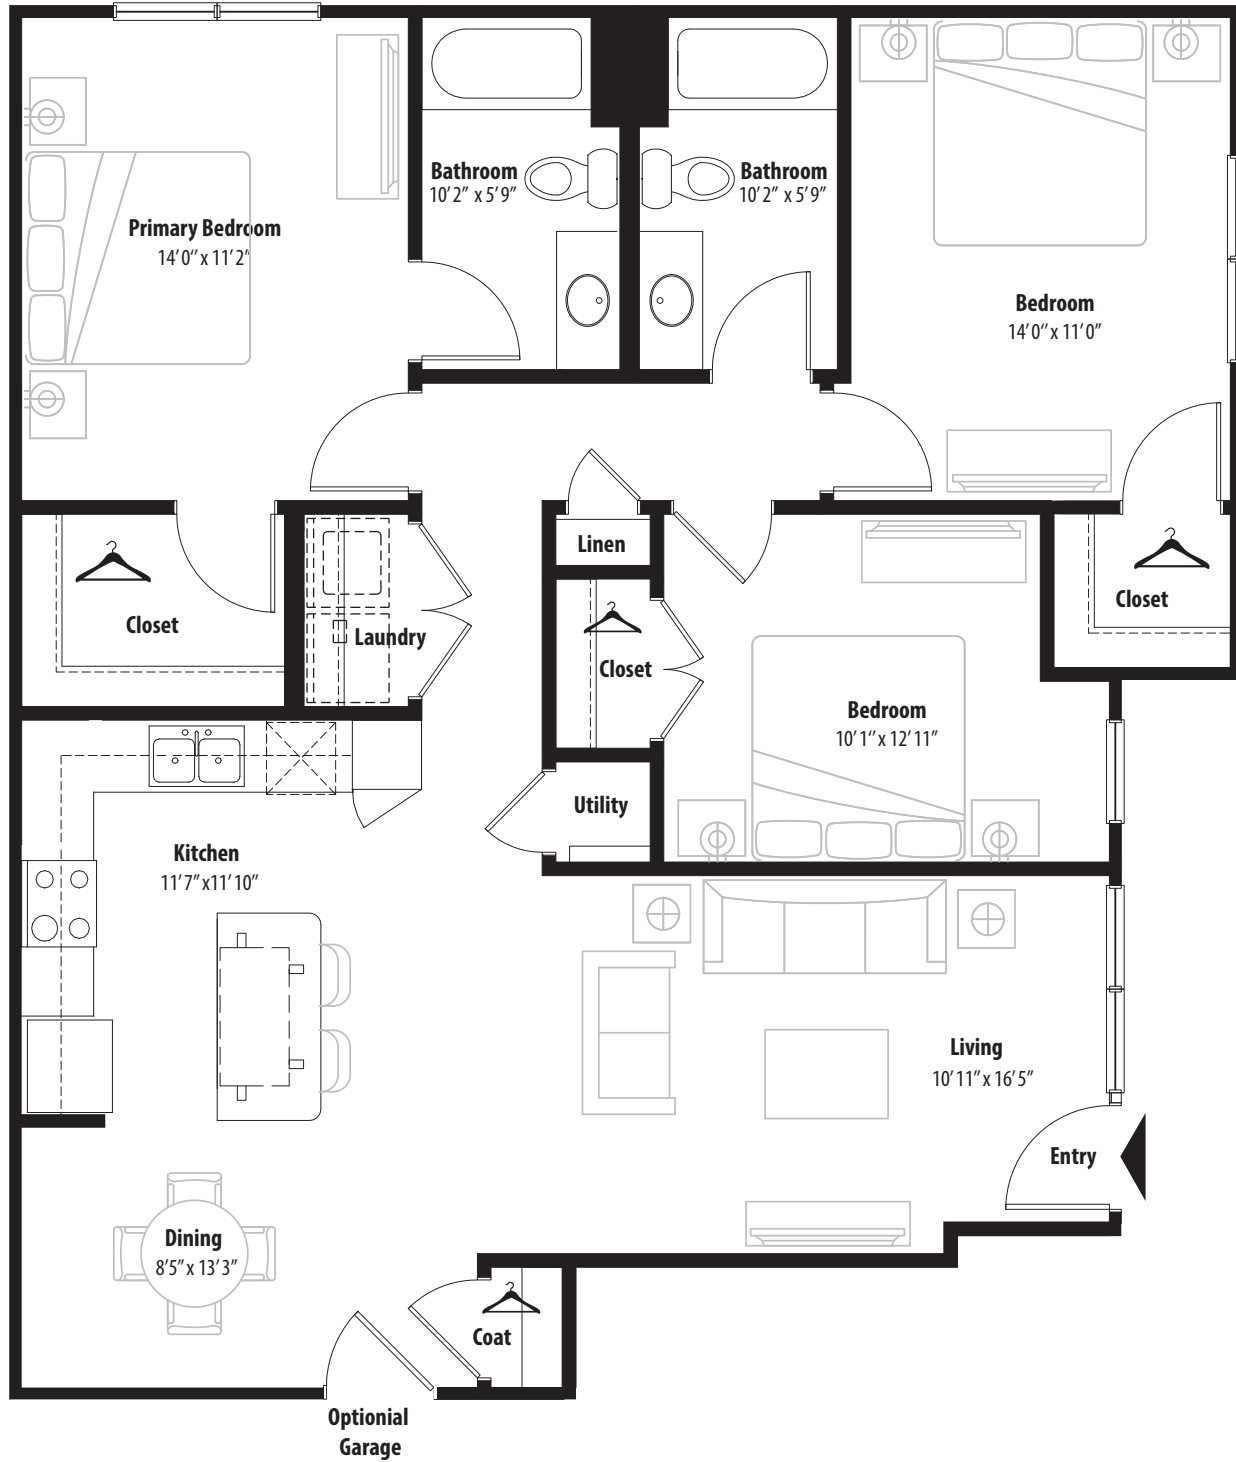 Bathroom
10'2" x 5'9"
Bathroom
10'2" x 5'9"
Primary Bedroom
14'0" x 11'2"
Bedroom
14'0" x 11'0"
Linen
Closet
Closet
Laundry
Closet
Bedroom
10'1" x 12'11"
Utility
Kitchen
11'7" x11'10"
Living
10'11" x 16'5"
Entry
Dining
8'5" x 13'3"
Coat
Optionial
Garage